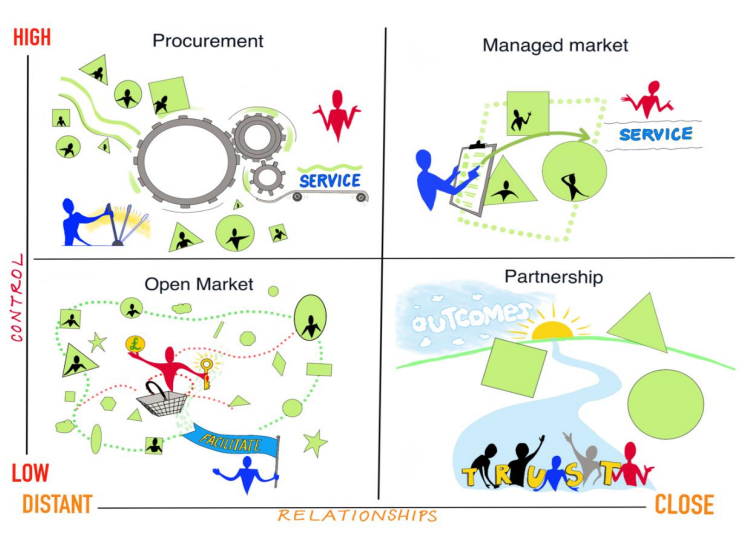 HIGH
Procurement
Managed market
SERVICE
SERVICE
CONTROL
Open Market
Partnership
£
OUTCOMES
FACILITATE
TRUST
LOW
DISTANT
RELATIONSHIPS
CLOSE